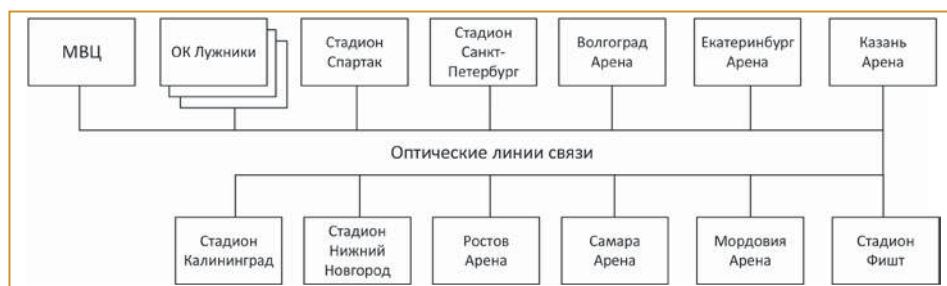 МВЦ
ОК Лужники
Стадион
Спартак
Стадион
Санкт-
Петербург
Волгоград
Арена
Екатеринбург
Арена
Казань
Арена
Оптические линии связи
Стадион
Калининград
Стадион
Нижний
Новгород
Ростов
Арена
Самара
Арена
Мордовия
Арена
Стадион
Фишт